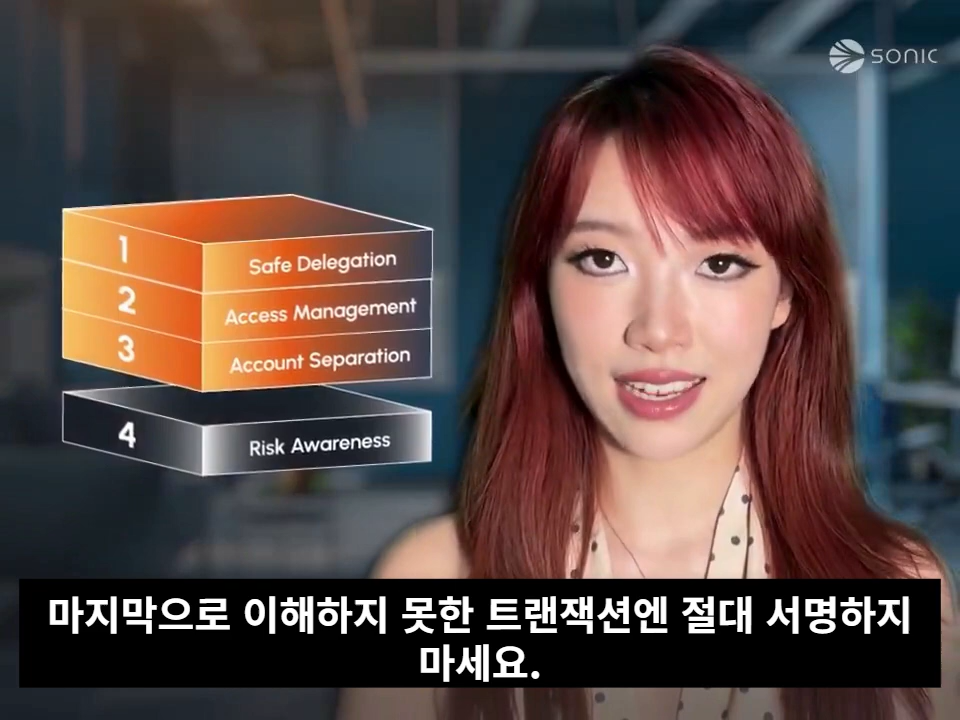 SONIC
1
Safe Delegation
2
Access Management
3
Account Separation
4
Risk Awareness
마지막으로 이해하지 못한 트랜잭션엔 절대 서명하지
마세요.